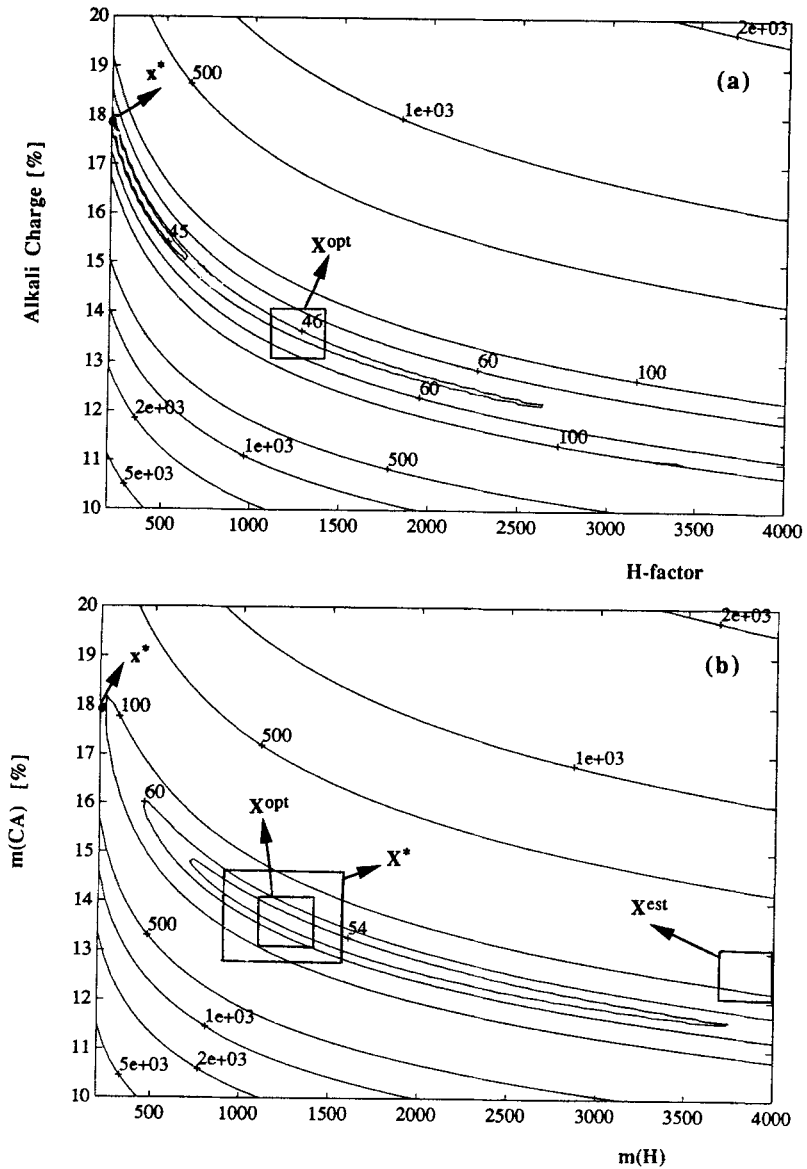 20
19
18
17
16
15
14
13
12
11
10
Alkali Charge [%]
(a)
x*
X^opt
2e+03
1e+03
500
45
46
60
100
60
100
500
1e+03
2e+03
5e+03
500 1000 1500 2000 2500 3000 3500 4000
H-factor
20
19
18
17
16
15
14
13
12
11
10
m(CA) [%]
(b)
x*
2e+03
1e+03
500
100
60
X^opt
X*
54
X^est
500
1e+03
2e+03
5e+03
500 1000 1500 2000 2500 3000 3500 4000
m(H)